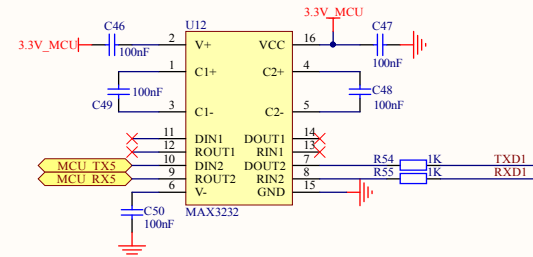 3.3V_MCU
C46
100nF
U12
3.3V_MCU
C47
100nF
2 V+ VCC 16
1 C1+ C2+ 4
C49 100nF
C48 100nF
3 C1- C2- 5
11 DIN1 DOUT1 14
12 ROUT1 RIN1 13
MCU_TX5 10 DIN2 DOUT2 7 R54 1K TXD1
MCU_RX5 9 ROUT2 RIN2 8 R55 1K RXD1
6 V- GND 15
C50
100nF
MAX3232